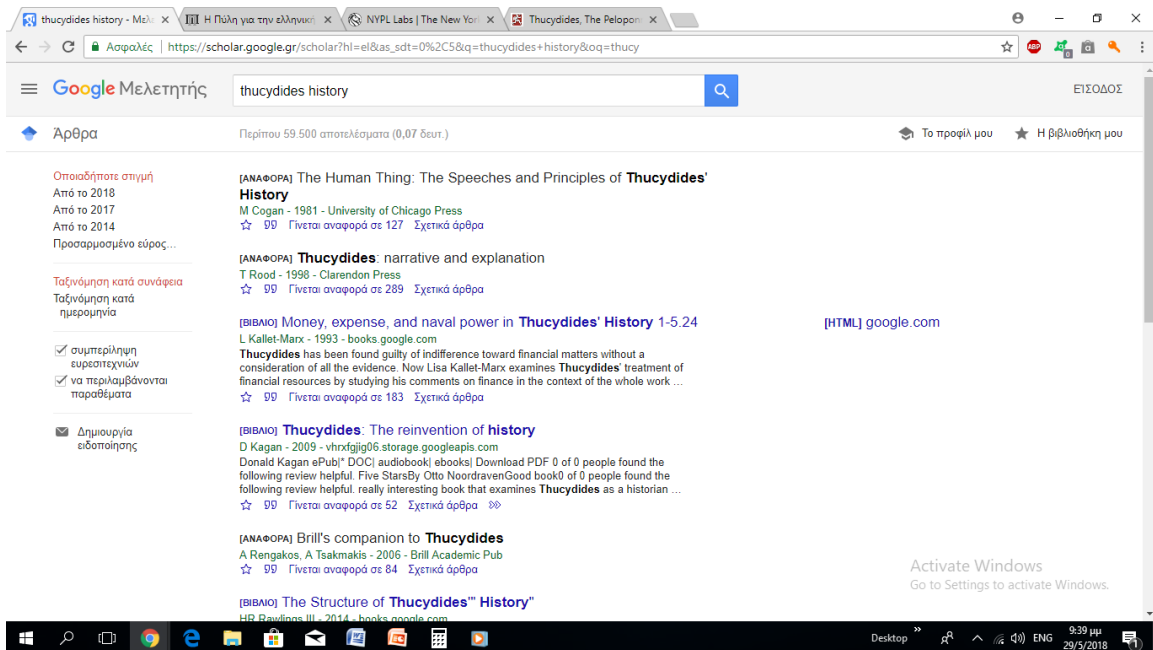 thucydides history - Μελε
Η Πύλη για την ελληνική
NYPL Labs | The New Yor
Thucydides, The Pelopon
Ασφαλές | https://scholar.google.gr/scholar?hl=el&as_sdt=0%2C5&q=thucydides+history&oq=thucy
ABP
0
a
Google Μελετητής
thucydides history
ΕΊΣΟΔΟΣ
Άρθρα
Περίπου 59.500 αποτελέσματα (0,07 δευτ.)
Το προφίλ μου
Η βιβλιοθήκη μου
Οποιαδήποτε στιγμή
Από το 2018
Από το 2017
Από το 2014
Προσαρμοσμένο εύρος...
Ταξινόμηση κατά συνάφεια
Ταξινόμηση κατά
ημερομηνία
συμπερίληψη
ευρεσιτεχνιών
να περιλαμβάνονται
παραθέματα
Δημιουργία
ειδοποίησης
[ΑΝΑΦΟΡΑ] The Human Thing: The Speeches and Principles of Thucydides'
History
M Cogan - 1981 - University of Chicago Press
Γίνεται αναφορά σε 127 Σχετικά άρθρα
[ΑΝΑΦΟΡΑ] Thucydides: narrative and explanation
T Rood - 1998 - Clarendon Press
Γίνεται αναφορά σε 289 Σχετικά άρθρα
[ΒΙΒΛΙΟ] Money, expense, and naval power in Thucydides' History 1-5.24
[HTML] google.com
L Kallet-Marx - 1993 - books.google.com
Thucydides has been found guilty of indifference toward financial matters without a
consideration of all the evidence. Now Lisa Kallet-Marx examines Thucydides' treatment of
financial resources by studying his comments on finance in the context of the whole work ...
Γίνεται αναφορά σε 183 Σχετικά άρθρα
[ΒΙΒΛΙΟ] Thucydides: The reinvention of history
D Kagan - 2009 - vhrxfgjig06.storage.googleapis.com
Donald Kagan ePub|* DOC| audiobook| ebooks| Download PDF 0 of 0 people found the
following review helpful. Five StarsBy Otto NoordravenGood book0 of 0 people found the
following review helpful. really interesting book that examines Thucydides as a historian ...
Γίνεται αναφορά σε 52 Σχετικά άρθρα
[ΑΝΑΦΟΡΑ] Brill's companion to Thucydides
A Rengakos, A Tsakmakis - 2006 - Brill Academic Pub
Γίνεται αναφορά σε 84 Σχετικά άρθρα
[ΒΙΒΛΙΟ] The Structure of Thucydides'" History"
HR Rawlings III - 2014 - books.google.com
Activate Windows
Go to Settings to activate Windows.
Desktop
ENG
9:39 μμ
29/5/2018
1